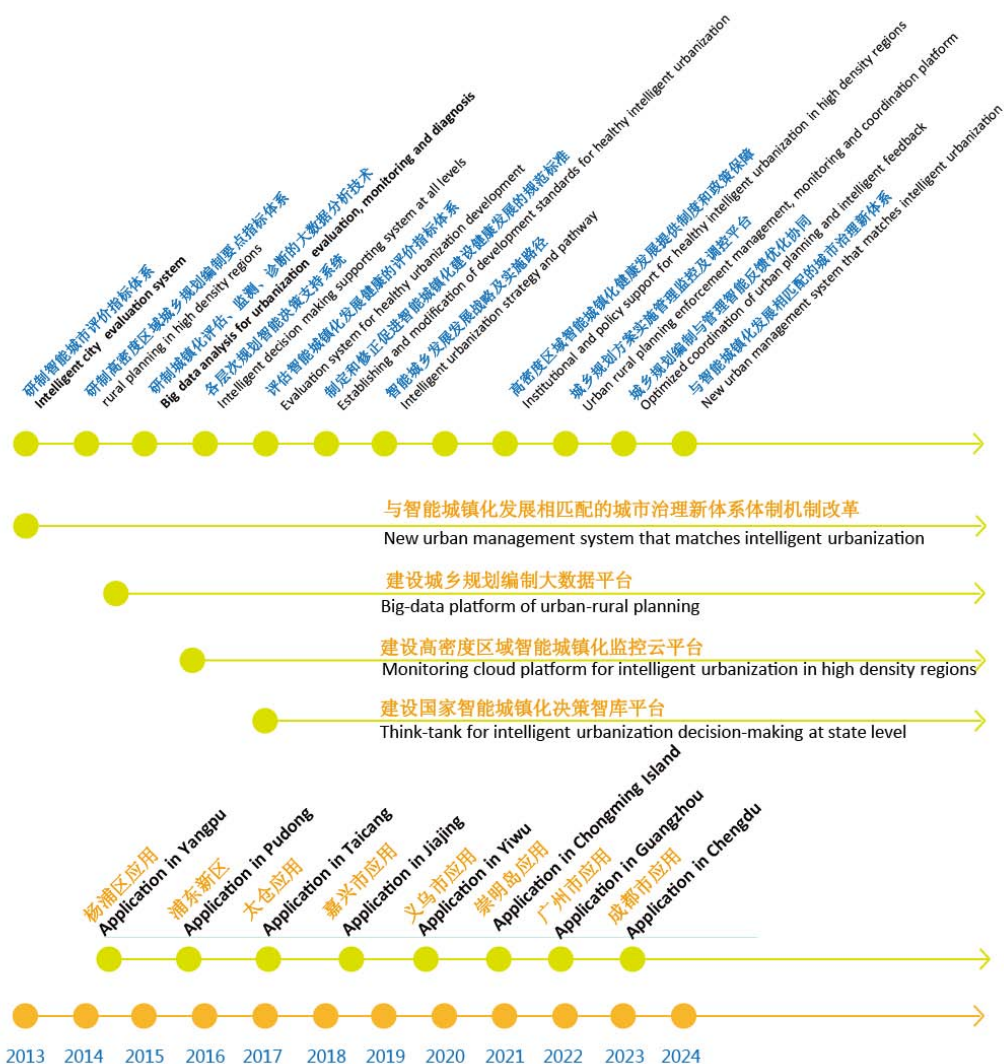 研制智能城市评价指标体系
Intelligent city evaluation system
研制高密度区域城乡规划编制要点指标体系
rural planning in high density regions
研制城镇化评估、监测、诊断的大数据分析技术
Big data analysis for urbanization evaluation, monitoring and diagnosis
各层次规划智能决策支持系统
Intelligent decision making supporting system at all levels
评估智能城镇化发展健康的评价指标体系
Evaluation system for healthy urbanization development
制定和修正促进智能城镇化建设健康发展的规范标准
Establishing and modification of development standards for healthy intelligent urbanization
智能城乡发展发展战略及实施路径
Intelligent urbanization strategy and pathway
高密度区域智能城镇化健康发展提供制度和政策保障
Institutional and policy support for healthy intelligent urbanization in high density regions
城乡规划方案实施管理监控及调控平台
Urban rural planning enforcement management, monitoring and coordination platform
城乡规划编制与管理智能反馈优化协同
Optimized coordination of urban planning and intelligent feedback
与智能城镇化发展相匹配的城市治理新体系
New urban management system that matches intelligent urbanization
与智能城镇化发展相匹配的城市治理新体系体制机制改革
New urban management system that matches intelligent urbanization
建设城乡规划编制大数据平台
Big-data platform of urban-rural planning
建设高密度区域智能城镇化监控云平台
Monitoring cloud platform for intelligent urbanization in high density regions
建设国家智能城镇化决策智库平台
Think-tank for intelligent urbanization decision-making at state level
杨浦区应用
Application in Yangpu
浦东新区
Application in Pudong
太仓应用
Application in Taicang
嘉兴市应用
Application in Jiajing
义乌市应用
Application in Yiwu
崇明岛应用
Application in Chongming Island
广州市应用
Application in Guangzhou
成都市应用
Application in Chengdu
2013 2014 2015 2016 2017 2018 2019 2020 2021 2022 2023 2024